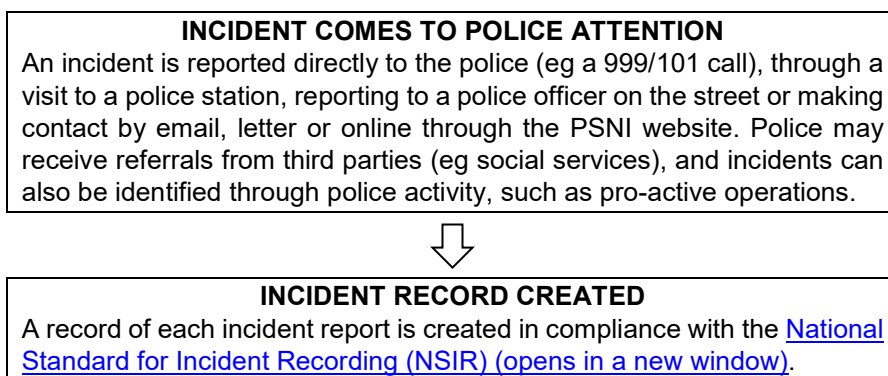 INCIDENT COMES TO POLICE ATTENTION
An incident is reported directly to the police (eg a 999/101 call), through a
visit to a police station, reporting to a police officer on the street or making
contact by email, letter or online through the PSNI website. Police may
receive referrals from third parties (eg social services), and incidents can
also be identified through police activity, such as pro-active operations.
INCIDENT RECORD CREATED
A record of each incident report is created in compliance with the National
Standard for Incident Recording (NSIR) (opens in a new window).